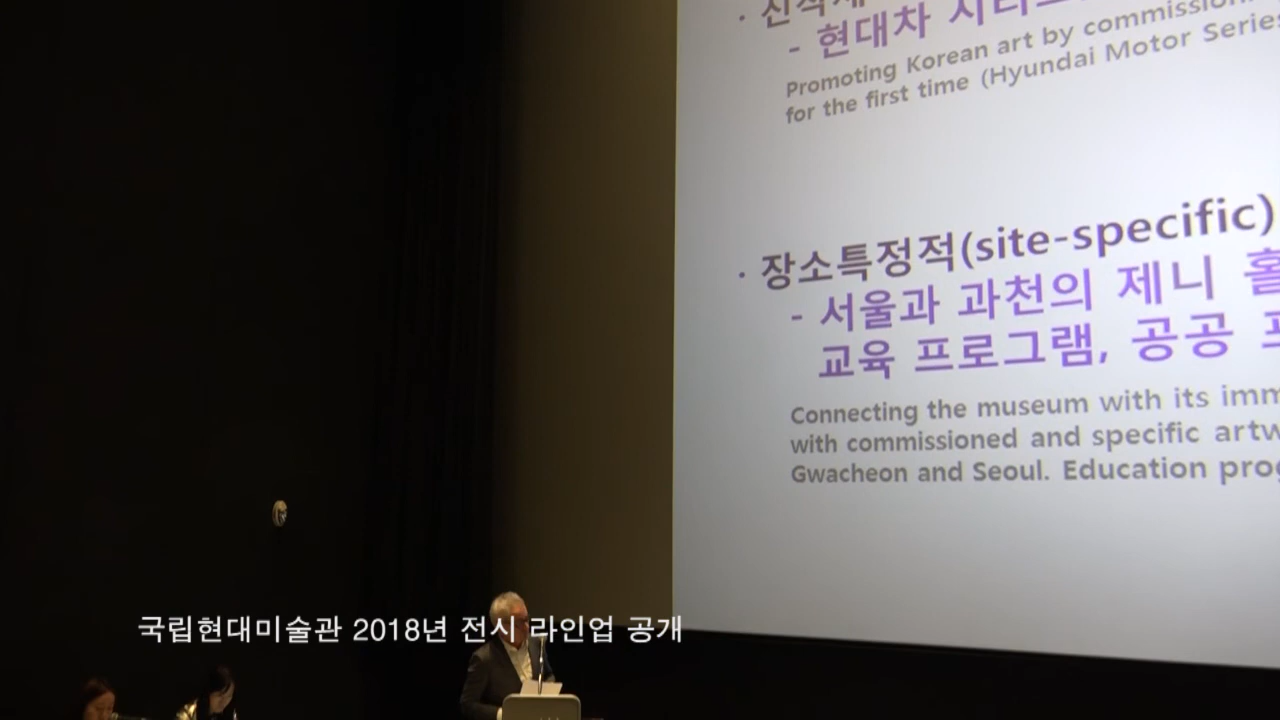 - 현대차
Promoting Korean art by commission
for the first time (Hyundai Motor Series
· 장소특정적(site-specific)
- 서울과 과천의 제니
교육 프로그램, 공공
Connecting the museum with its imm
with commissioned and specific artw
Gwacheon and Seoul. Education prog
국립현대미술관 2018년 전시 라인업 공개